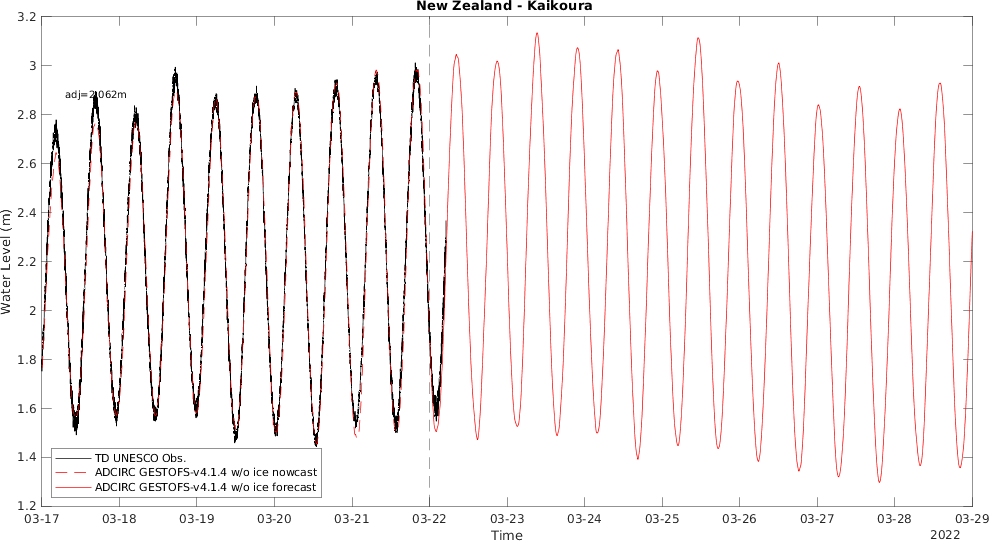 New Zealand - Kaikoura
3.2
3
2.8
2.6
2.4
2.2
2
1.8
1.6
1.4
1.2
Water Level (m)
adj=2.062m
TD UNESCO Obs.
ADCIRC GESTOFS-v4.1.4 w/o ice nowcast
ADCIRC GESTOFS-v4.1.4 w/o ice forecast
03-17 03-18 03-19 03-20 03-21 03-22 03-23 03-24 03-25 03-26 03-27 03-28 03-29
Time
2022